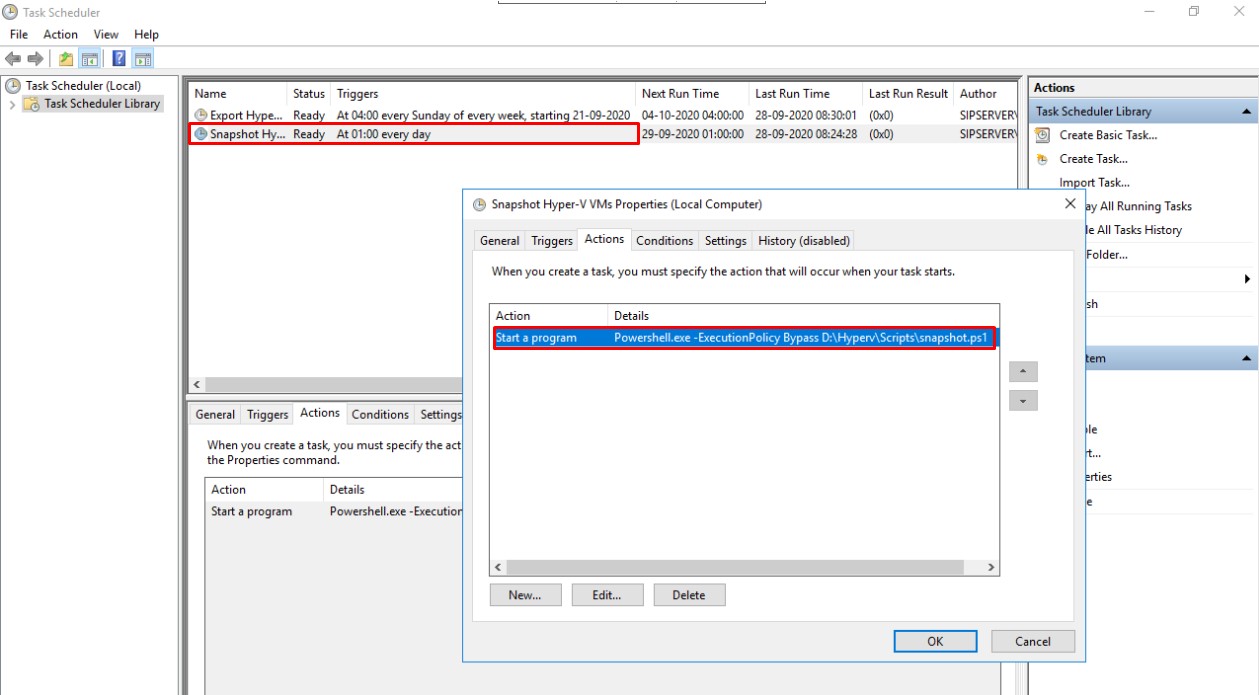 Task Scheduler
File Action View Help
Task Scheduler (Local)
Task Scheduler Library
Name Status Triggers Next Run Time Last Run Time Last Run Result Author
Export Hype... Ready At 04:00 every Sunday of every week, starting 21-09-2020 04-10-2020 04:00:00 28-09-2020 08:30:01 (0x0) SIPSERVER\
Snapshot Hy... Ready At 01:00 every day 29-09-2020 01:00:00 28-09-2020 08:24:28 (0x0) SIPSERVER\
Actions
Task Scheduler Library
Create Basic Task...
Create Task...
Import Task...
ay All Running Tasks
le All Tasks History
Folder...
sh
tem
le
t...
erties
e
Snapshot Hyper-V VMs Properties (Local Computer)
General Triggers Actions Conditions Settings History (disabled)
When you create a task, you must specify the action that will occur when your task starts.
Action Details
Start a program Powershell.exe -ExecutionPolicy Bypass D:\Hyperv\Scripts\snapshot.ps1
New... Edit... Delete
OK Cancel
General Triggers Actions Conditions Settings
When you create a task, you must specify the act
the Properties command.
Action Details
Start a program Powershell.exe -Execution